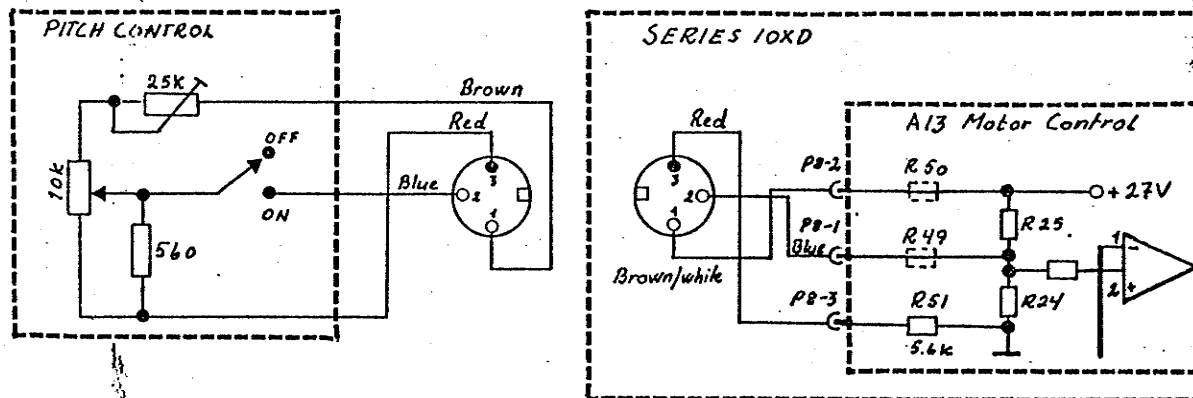 PITCH CONTROL
25K
OFF
10K
ON
560
Brown
Red
Blue
3
2
1
SERIES 10XD
A13 Motor Control
Red
3
2
1
Brown/white
P8-2
P8-1
Blue
P8-3
R50
R49
R51
5.6K
+27V
R25
R24
1
-
2
+